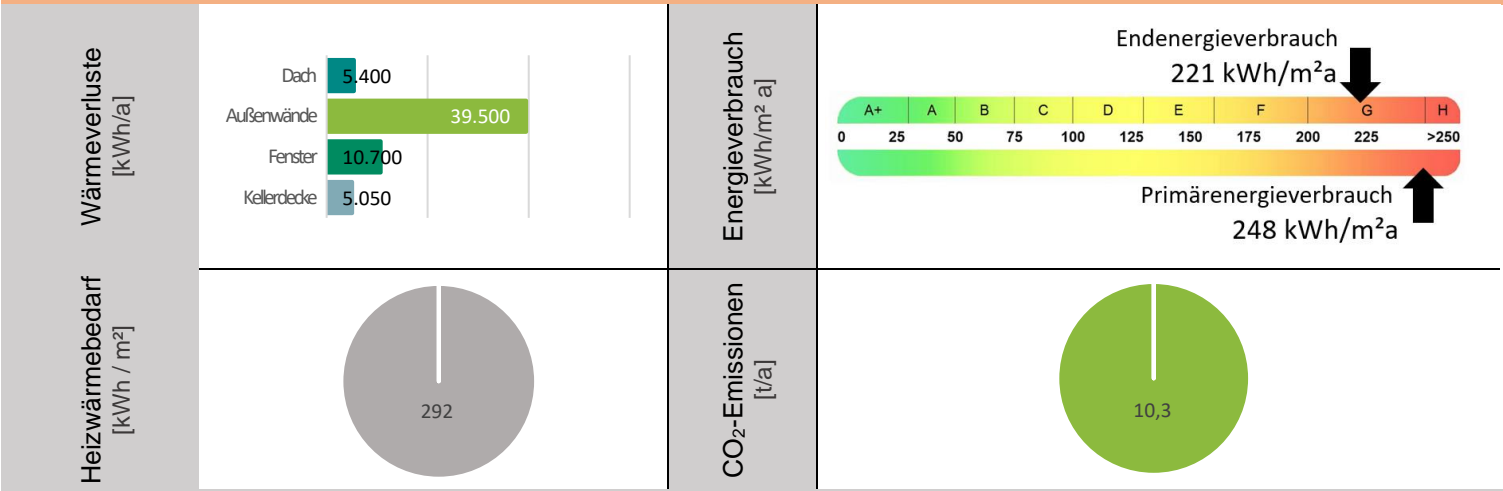 Wärmeverluste
[kWh/a]
Dach 5.400
Außenwände 39.500
Fenster 10.700
Kellerdecke 5.050
Energieverbrauch
[kWh/m² a]
Endenergieverbrauch
221 kWh/m²a
A+ A B C D E F G H
0 25 50 75 100 125 150 175 200 225 >250
Primärenergieverbrauch
248 kWh/m²a
Heizwärmebedarf
[kWh / m²]
292
CO₂-Emissionen
[t/a]
10,3